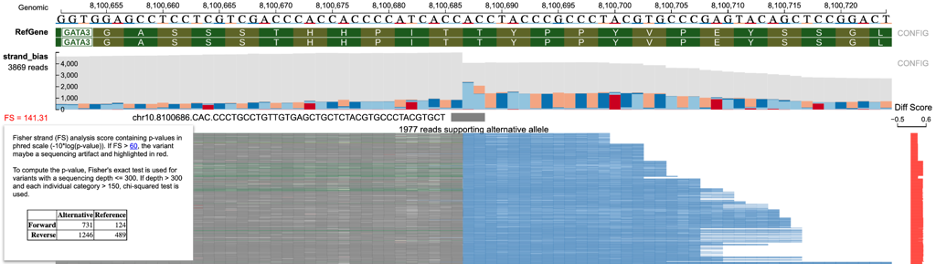 Genomic
8,100,655 8,100,660 8,100,665 8,100,670 8,100,675 8,100,680 8,100,685 8,100,690 8,100,695 8,100,700 8,100,705 8,100,710 8,100,715 8,100,720
GGTGGAGCCTCCTCGTCGACCCACCACCCCATCACCACCTACCCGCCCTACGTGCCCGAGTACAGCTCCGGACT
RefGene GATA3 G A S S S T H H P I T T Y P P Y V P E Y S S G L CONFIG
GATA3 G A S S S T H H P I T T Y P P Y V P E Y S S G L
strand_bias
3869 reads
4,000
3,000
2,000
1,000
0
CONFIG
Diff Score
FS = 141.31 chr10.8100686.CAC.CCCTGCCTGTTGTGAGCTGCTCTACGTGCCCTACGTGCT
−0.5 0.6
1977 reads supporting alternative allele
Fisher strand (FS) analysis score containing p-values in
phred scale (-10*log(p-value)). If FS > 60, the variant
maybe a sequencing artifact and highlighted in red.
To compute the p-value, Fisher's exact test is used for
variants with a sequencing depth <= 300. If depth > 300
and each individual category > 150, chi-squared test is
used.
Alternative Reference
Forward 731 124
Reverse 1246 489